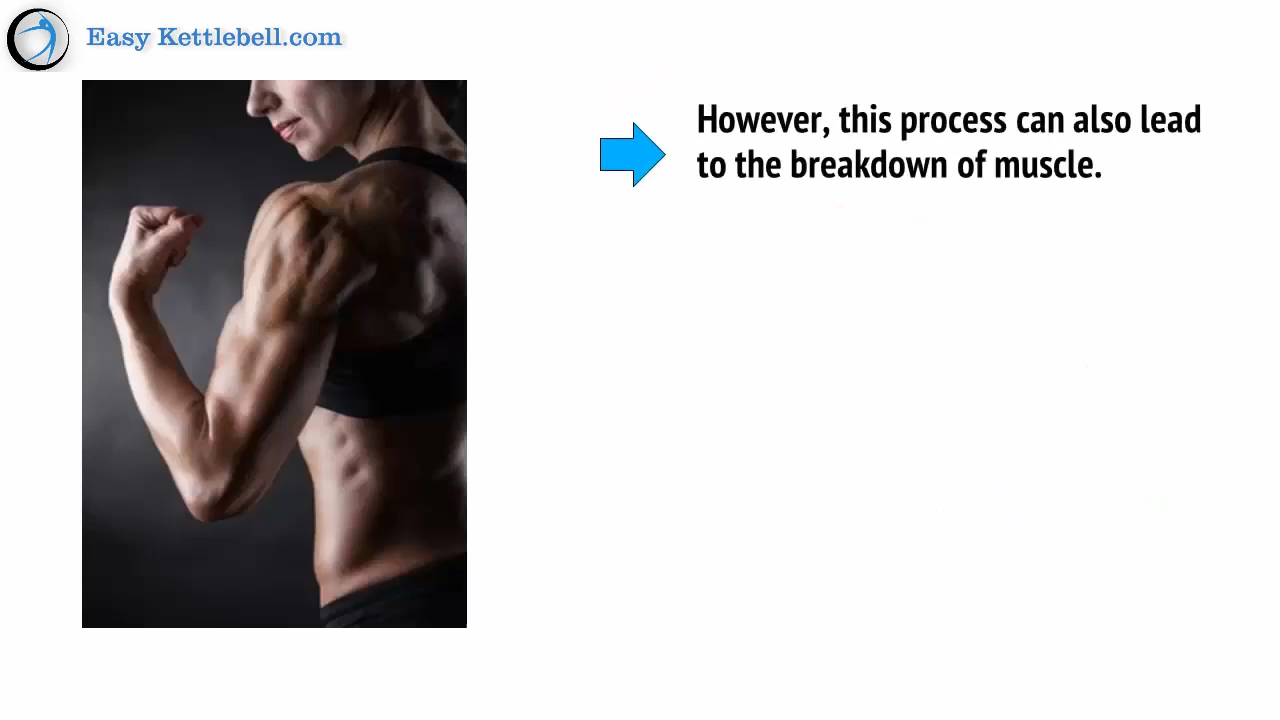 Easy Kettlebell.com
However, this process can also lead
to the breakdown of muscle.